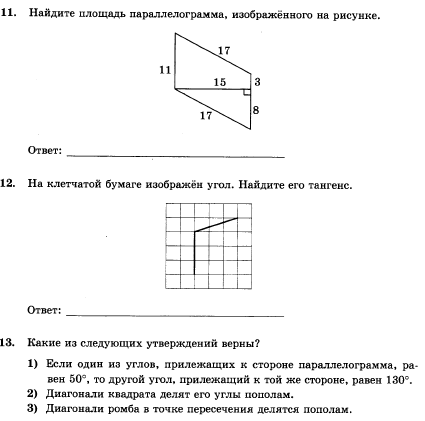 11. Найдите площадь параллелограмма, изображённого на рисунке.
17
11
15
3
17
8
Ответ:
12. На клетчатой бумаге изображён угол. Найдите его тангенс.
Ответ:
13. Какие из следующих утверждений верны?
1) Если один из углов, прилежащих к стороне параллелограмма, ра-
вен 50°, то другой угол, прилежащий к той же стороне, равен 130°.
2) Диагонали квадрата делят его углы пополам.
3) Диагонали ромба в точке пересечения делятся пополам.